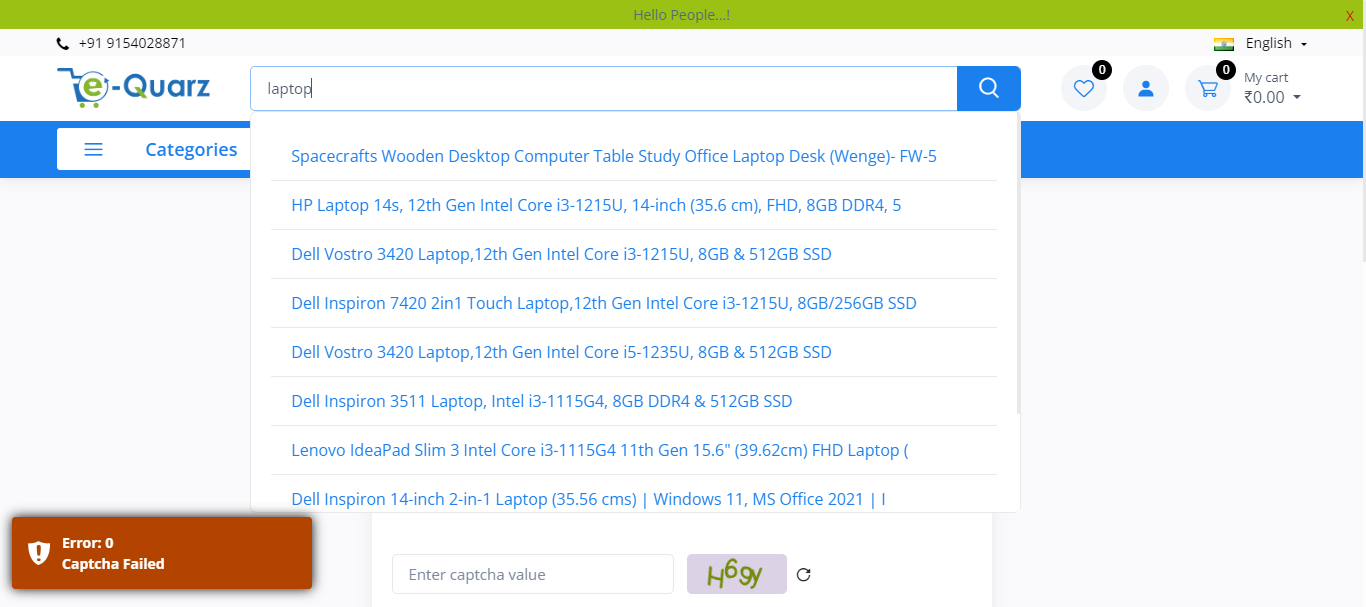 Hello People...!
X
+91 9154028871
English
e-Quarz
laptop
0
0
My cart
₹0.00
Categories
Spacecrafts Wooden Desktop Computer Table Study Office Laptop Desk (Wenge)- FW-5
HP Laptop 14s, 12th Gen Intel Core i3-1215U, 14-inch (35.6 cm), FHD, 8GB DDR4, 5
Dell Vostro 3420 Laptop,12th Gen Intel Core i3-1215U, 8GB & 512GB SSD
Dell Inspiron 7420 2in1 Touch Laptop,12th Gen Intel Core i3-1215U, 8GB/256GB SSD
Dell Vostro 3420 Laptop,12th Gen Intel Core i5-1235U, 8GB & 512GB SSD
Dell Inspiron 3511 Laptop, Intel i3-1115G4, 8GB DDR4 & 512GB SSD
Lenovo IdeaPad Slim 3 Intel Core i3-1115G4 11th Gen 15.6" (39.62cm) FHD Laptop (
Dell Inspiron 14-inch 2-in-1 Laptop (35.56 cms) | Windows 11, MS Office 2021 | I
Error: 0
Captcha Failed
Enter captcha value
H69y